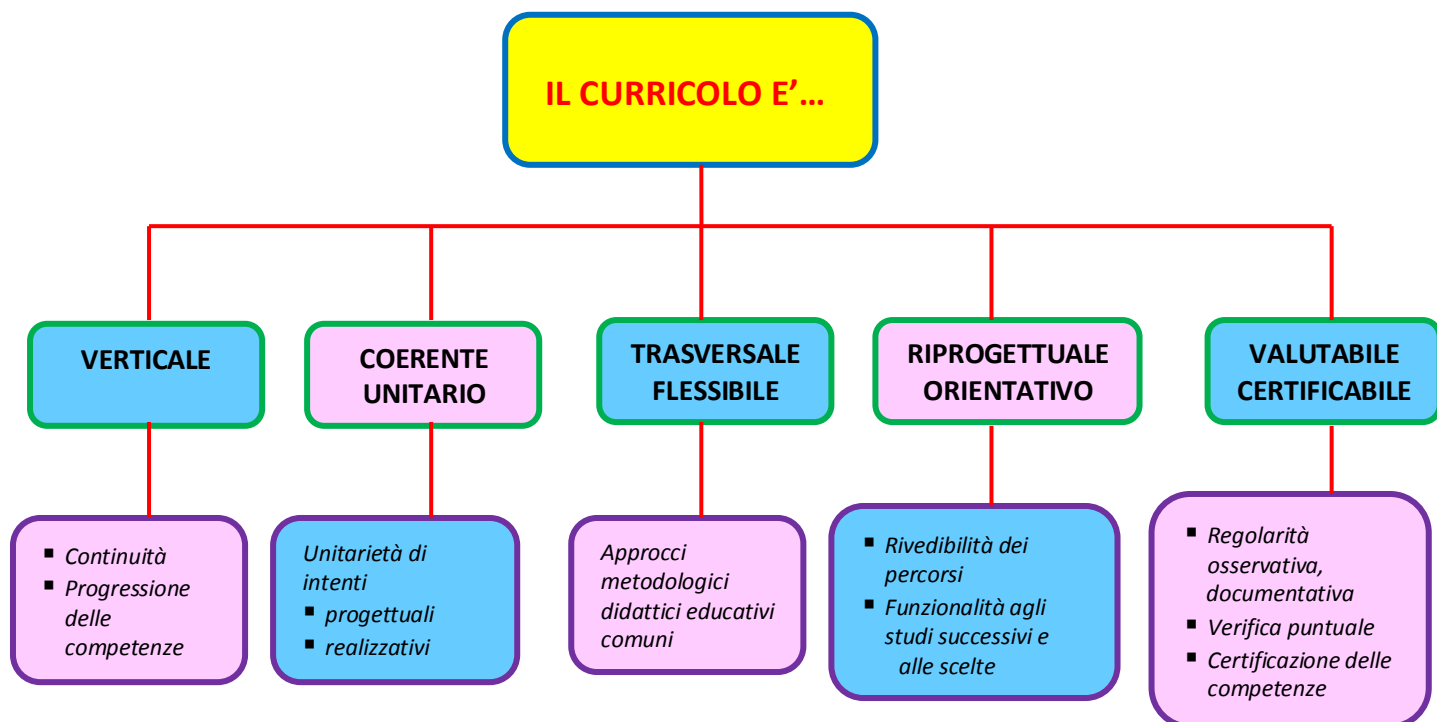 IL CURRICOLO E’…
VERTICALE
COERENTE
UNITARIO
TRASVERSALE
FLESSIBILE
RIPROGETTUALE
ORIENTATIVO
VALUTABILE
CERTIFICABILE
▪ Continuità
▪ Progressione
delle
competenze
Unitarietà di
intenti
▪ progettuali
▪ realizzativi
Approcci
metodologici
didattici educativi
comuni
▪ Rivedibilità dei
percorsi
▪ Funzionalità agli
studi successivi e
alle scelte
▪ Regolarità
osservativa,
documentativa
▪ Verifica puntuale
▪ Certificazione delle
competenze